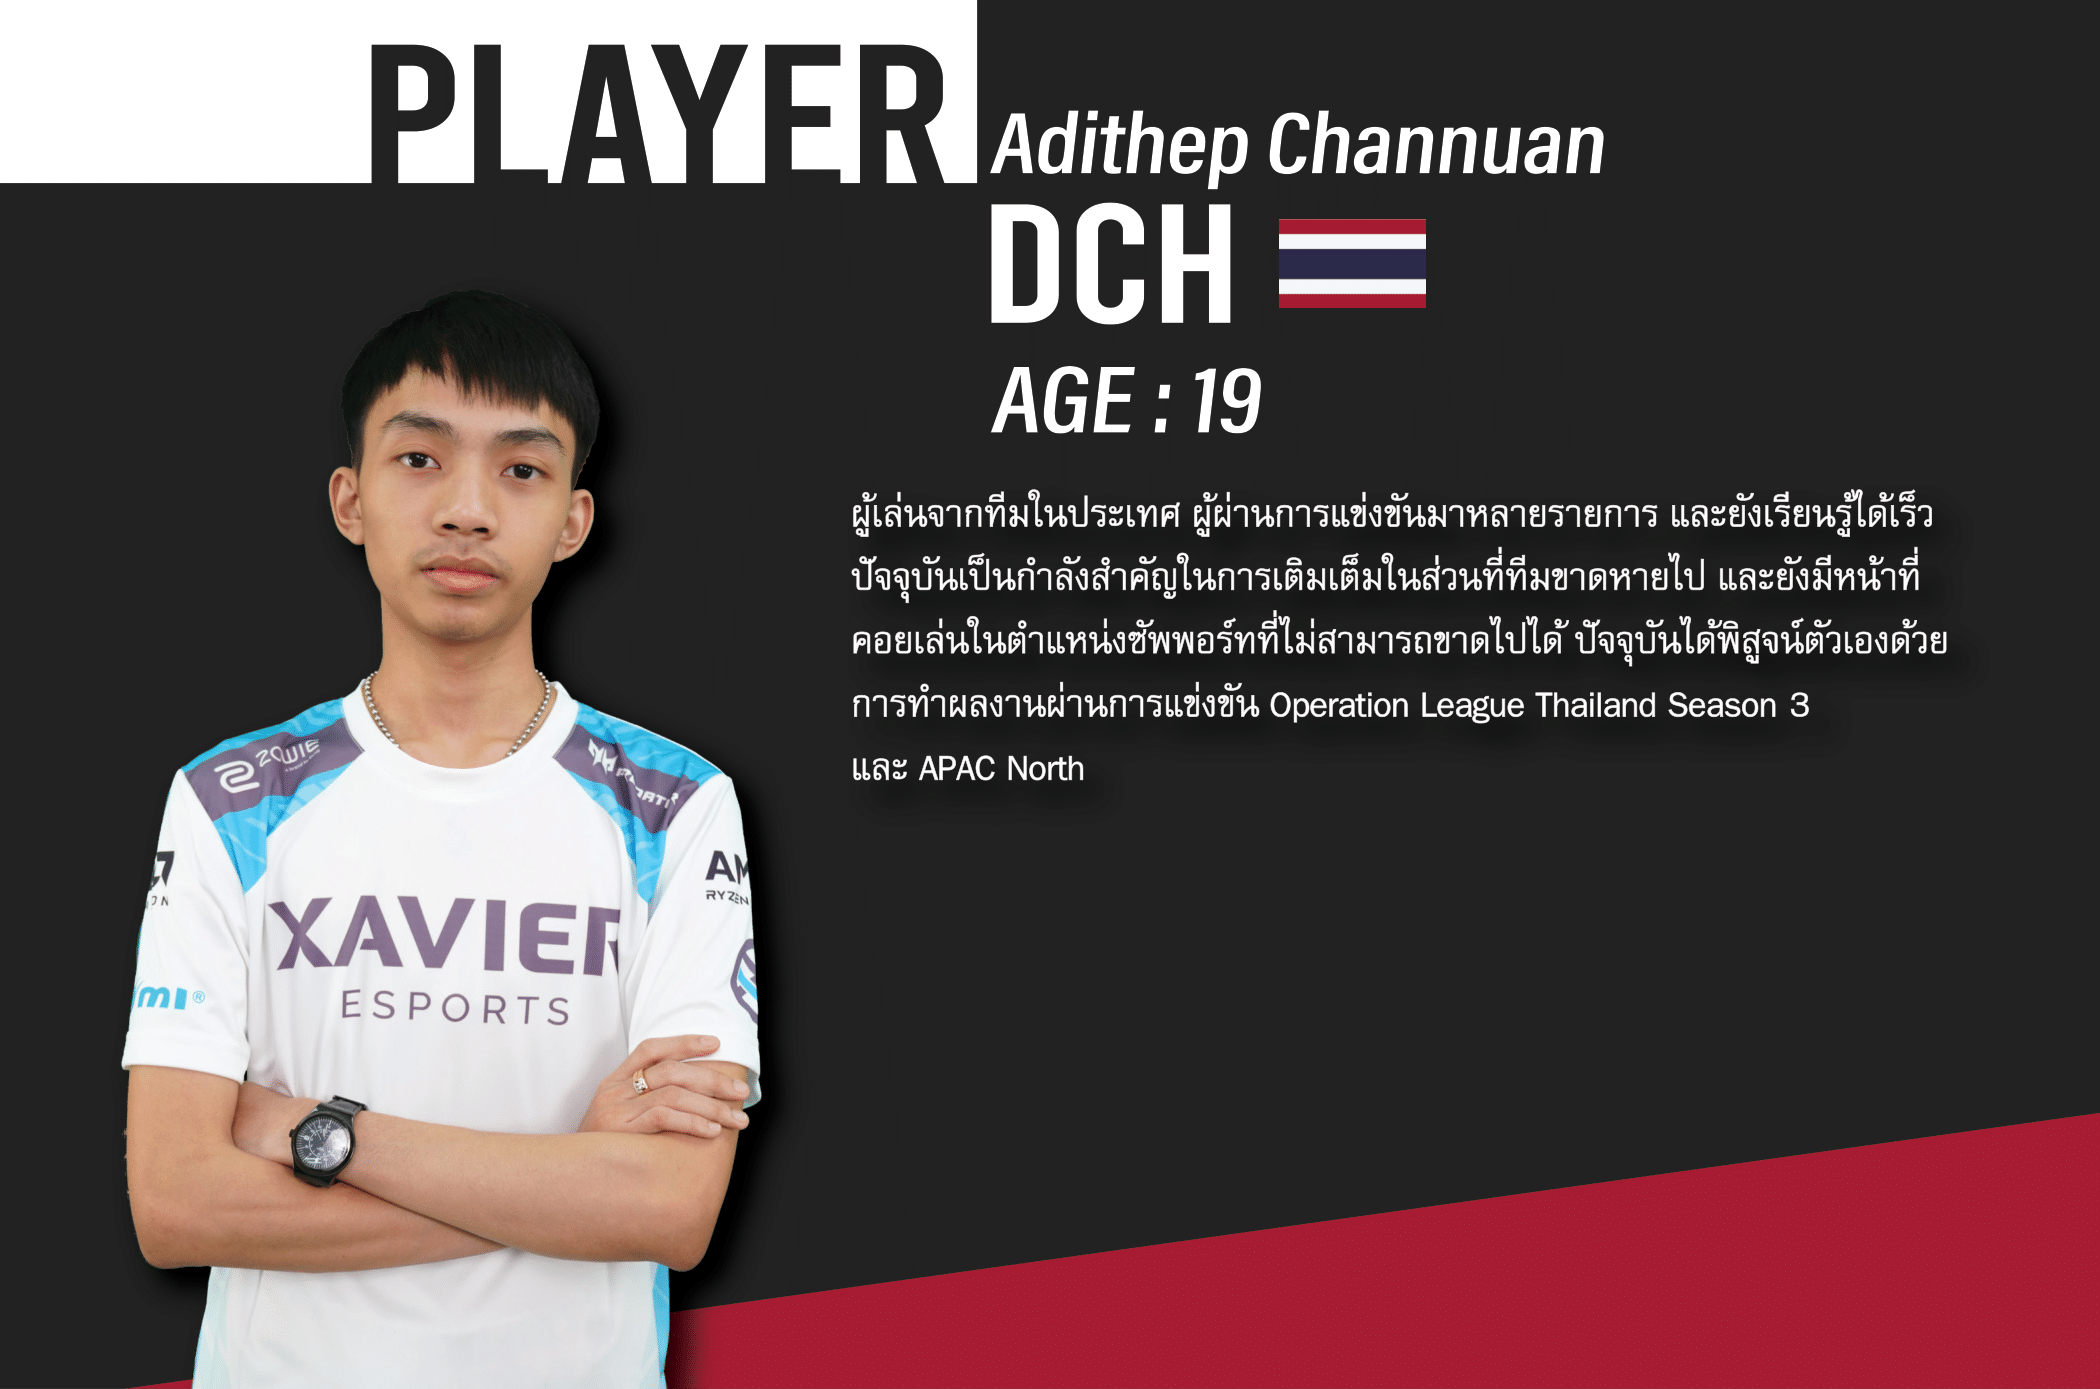 PLAYER
Adithep Channuan
DCH
AGE : 19
ผู้เล่นจากทีมในประเทศ ผู้ผ่านการแข่งขันมาหลายรายการ และยังเรียนรู้ได้เร็ว
ปัจจุบันเป็นกำลังสำคัญในการเติมเต็มในส่วนที่ทีมขาดหายไป และยังมีหน้าที่
คอยเล่นในตำแหน่งซัพพอร์ทที่ไม่สามารถขาดไปได้ ปัจจุบันได้พิสูจน์ตัวเองด้วย
การทำผลงานผ่านการแข่งขัน Operation League Thailand Season 3
และ APAC North
ZOWIE
XAVIER
ESPORTS
RYZEN